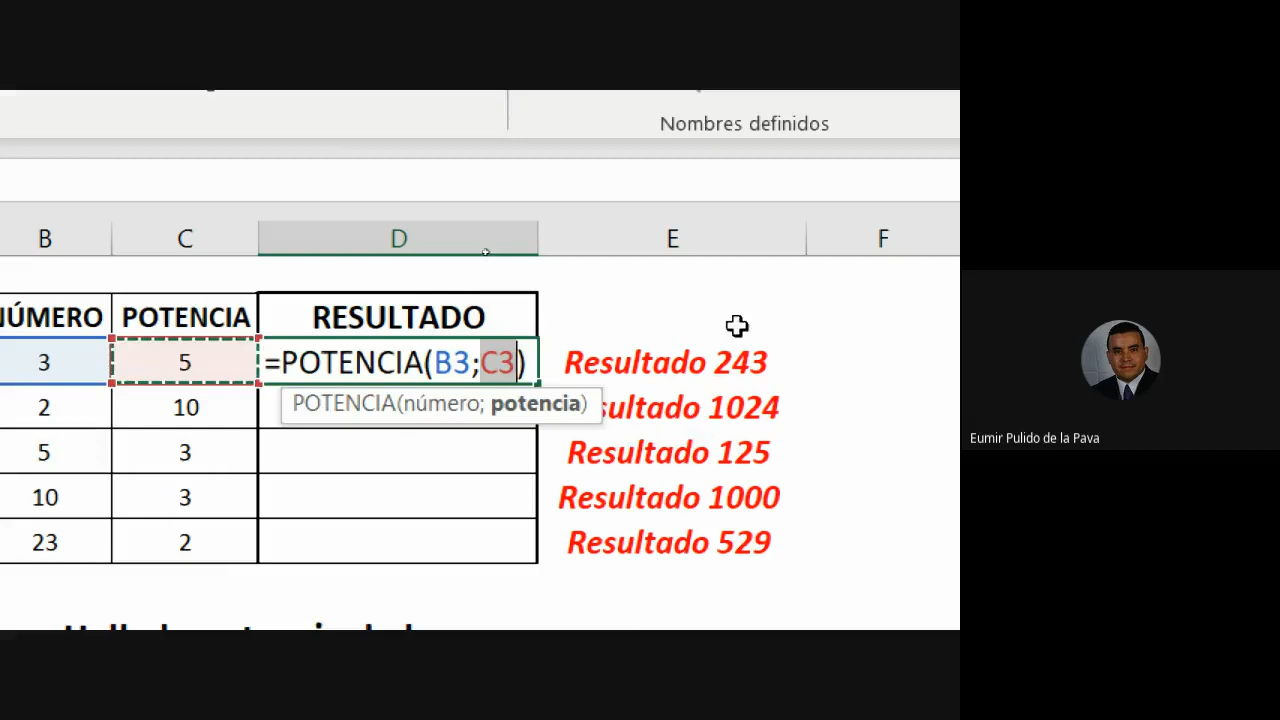 Nombres definidos
B C D E F
NÚMERO POTENCIA RESULTADO
3 5 =POTENCIA(B3;C3) Resultado 243
POTENCIA(número; potencia)
2 10 sultado 1024
5 3 Resultado 125
10 3 Resultado 1000
23 2 Resultado 529
Eumir Pulido de la Pava